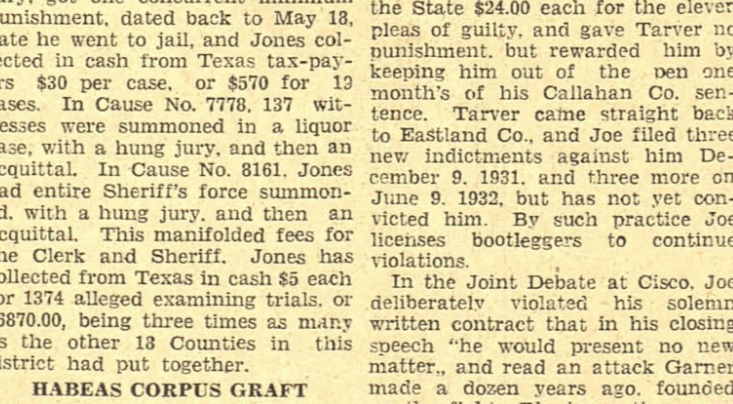 unishment, dated back to May 18,
ate he went to jail, and Jones col-
ected in cash from Texas tax-pay-
rs $30 per case, or $570 for 19
ases. In Cause No. 7778, 137 wit-
esses were summoned in a liquor
ase, with a hung jury, and then an
cquittal. In Cause No. 8161, Jones
ad entire Sheriff's force summon-
d, with a hung jury, and then an
cquittal. This manifolded fees for
he Clerk and Sheriff. Jones has
ollected from Texas in cash $5 each
or 1374 alleged examining trials, or
6870.00, being three times as many
s the other 13 Counties in this
istrict had put together.
HABEAS CORPUS GRAFT
the State $24.00 each for the eleven
pleas of guilty, and gave Tarver no
punishment, but rewarded him by
keeping him out of the pen one
month's of his Callahan Co. sen-
tence. Tarver came straight back
to Eastland Co., and Joe filed three
new indictments against him De-
cember 9, 1931, and three more on
June 9, 1932, but has not yet con-
victed him. By such practice Joe
licenses bootleggers to continue
violations.
In the Joint Debate at Cisco, Joe
deliberately violated his solemn
written contract that in his closing
speech "he would present no new
matter,, and read an attack Garner
made a dozen years ago, founded